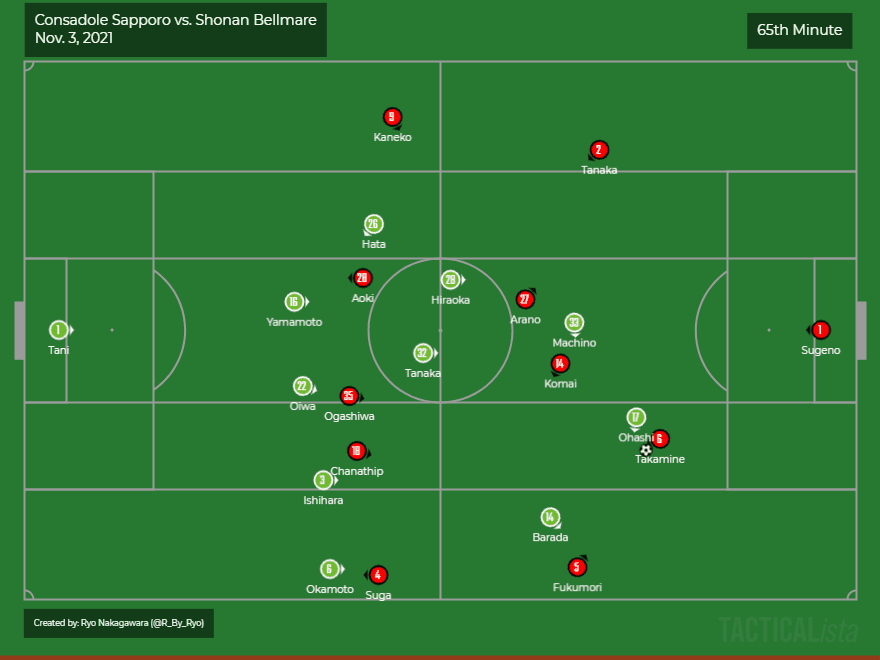 Consadole Sapporo vs. Shonan Bellmare
Nov. 3, 2021
65th Minute
9
Kaneko
2
Tanaka
26
Hata
28
Aoki
28
Hiraoka
16
Yamamoto
27
Arano
33
Machino
1
Tani
1
Sugeno
32
Tanaka
14
Komai
22
Oiwa
35
Ogashiwa
17
Ohashi
6
Takamine
18
Chanathip
3
Ishihara
14
Barada
6
Okamoto
4
Suga
5
Fukumori
Created by: Ryo Nakagawara (@R_By_Ryo)
TACTICALista